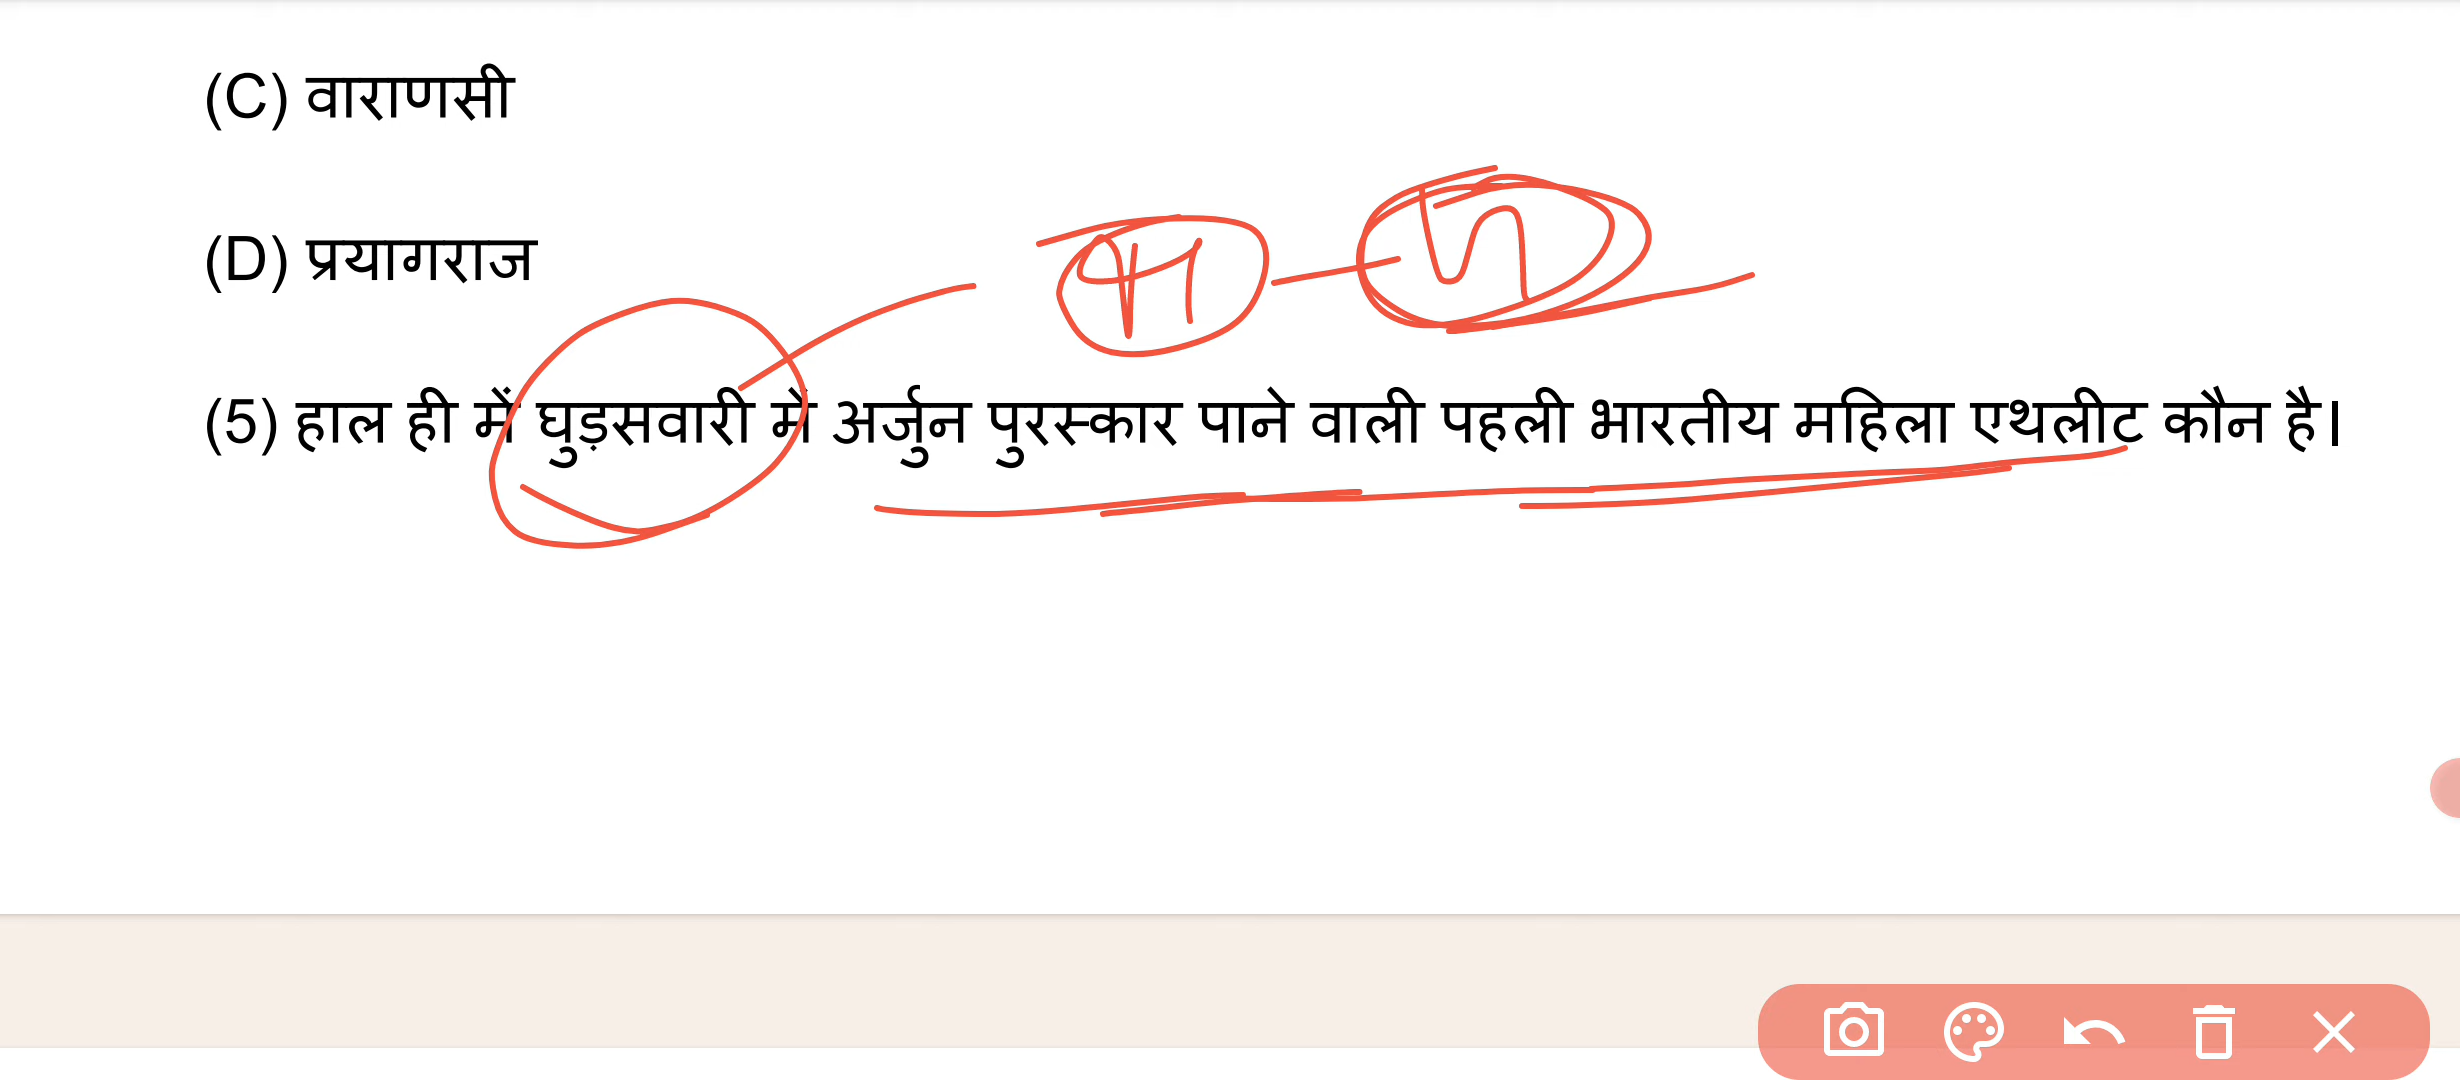 (C) वाराणसी
(D) प्रयागराज
(5) हाल ही में घुड़सवारी में अर्जुन पुरस्कार पाने वाली पहली भारतीय महिला एथलीट कौन है।